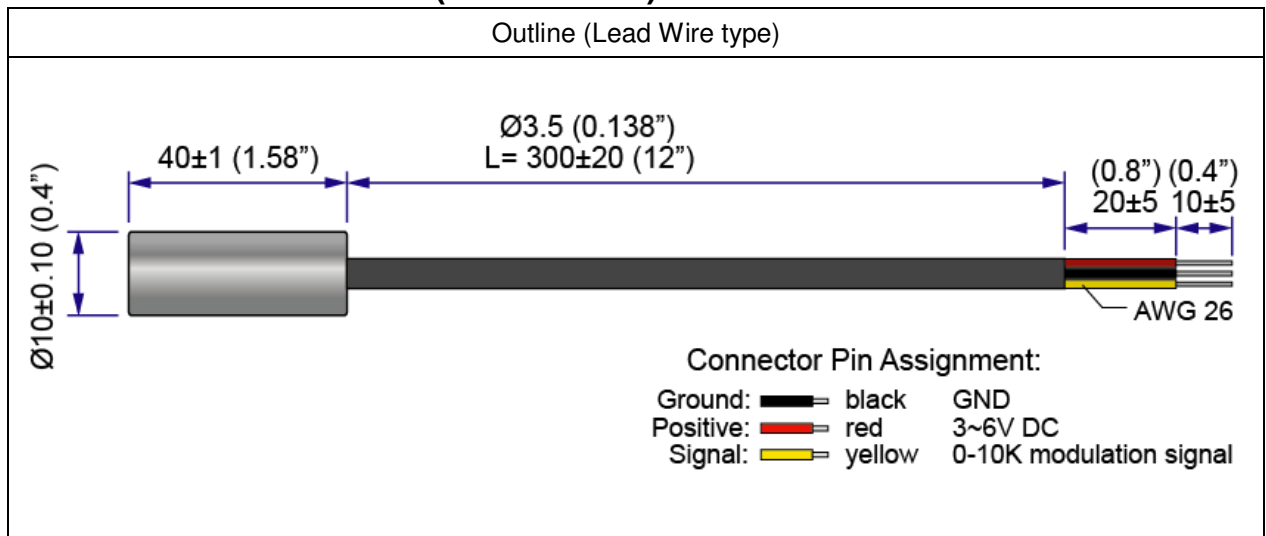 Outline (Lead Wire type)
Ø3.5 (0.138”)
40±1 (1.58”)
L= 300±20 (12”)
(0.8”) (0.4”)
20±5 10±5
Ø10±0.10 (0.4”)
AWG 26
Connector Pin Assignment:
Ground: black GND
Positive: red 3~6V DC
Signal: yellow 0-10K modulation signal